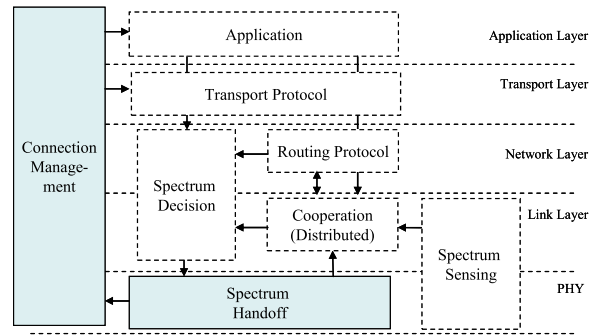 Application
Application Layer
Transport Protocol
Transport Layer
Connection
Manage-
ment
Spectrum
Decision
Routing Protocol
Network Layer
Cooperation
(Distributed)
Link Layer
Spectrum
Sensing
Spectrum
Handoff
PHY